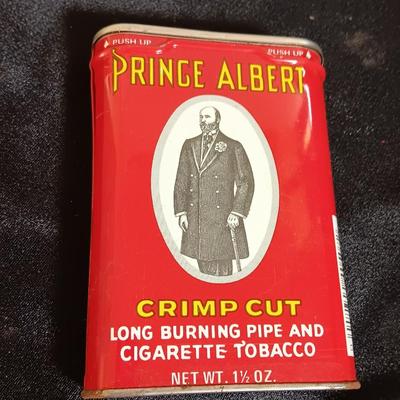 PUSH UP PUSH UP
PRINCE ALBERT
CRIMP CUT
LONG BURNING PIPE AND
CIGARETTE TOBACCO
NET WT. 1½ OZ.